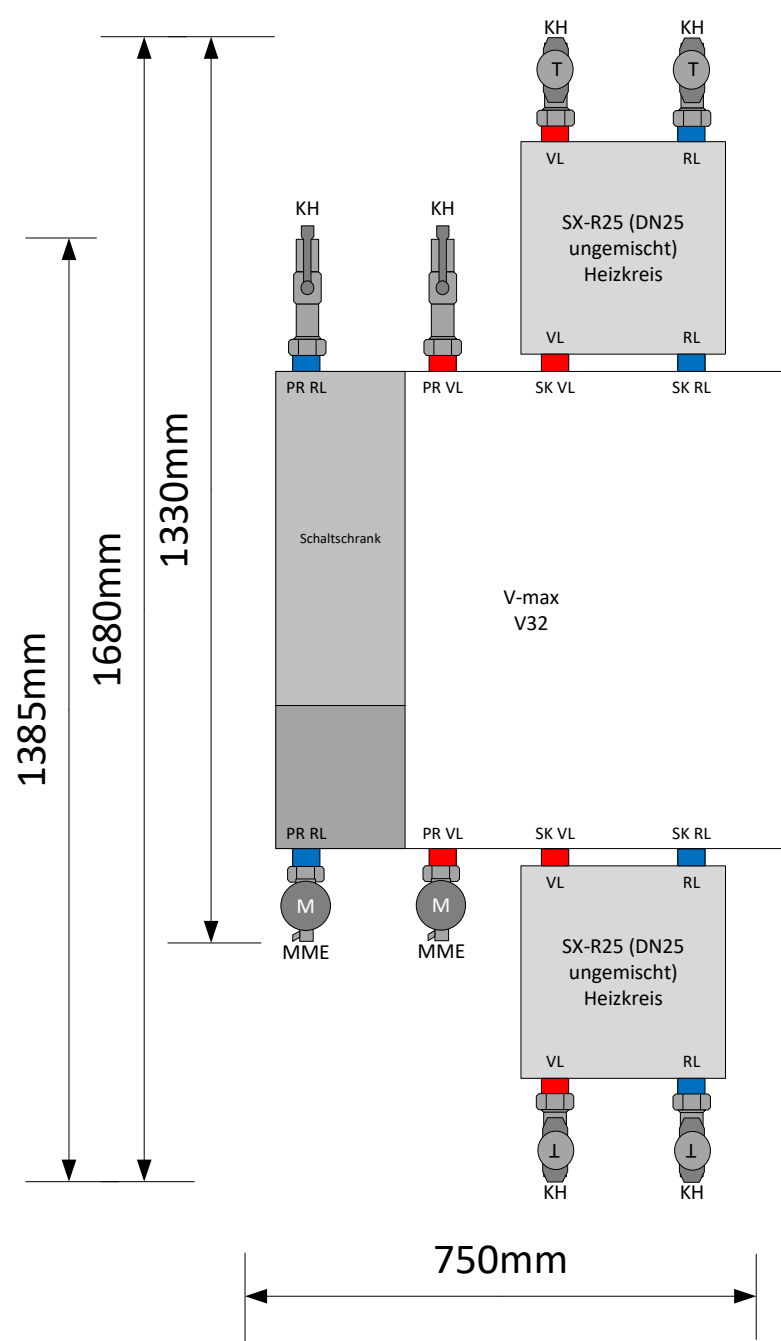 KH KH
T T
VL RL
SX-R25 (DN25
ungemischt)
Heizkreis
VL RL
KH KH
PR RL PR VL SK VL SK RL
Schaltschrank
V-max
V32
1330mm
1680mm
1385mm
PR RL PR VL SK VL SK RL
VL RL
M M
MME MME
SX-R25 (DN25
ungemischt)
Heizkreis
VL RL
T T
KH KH
750mm